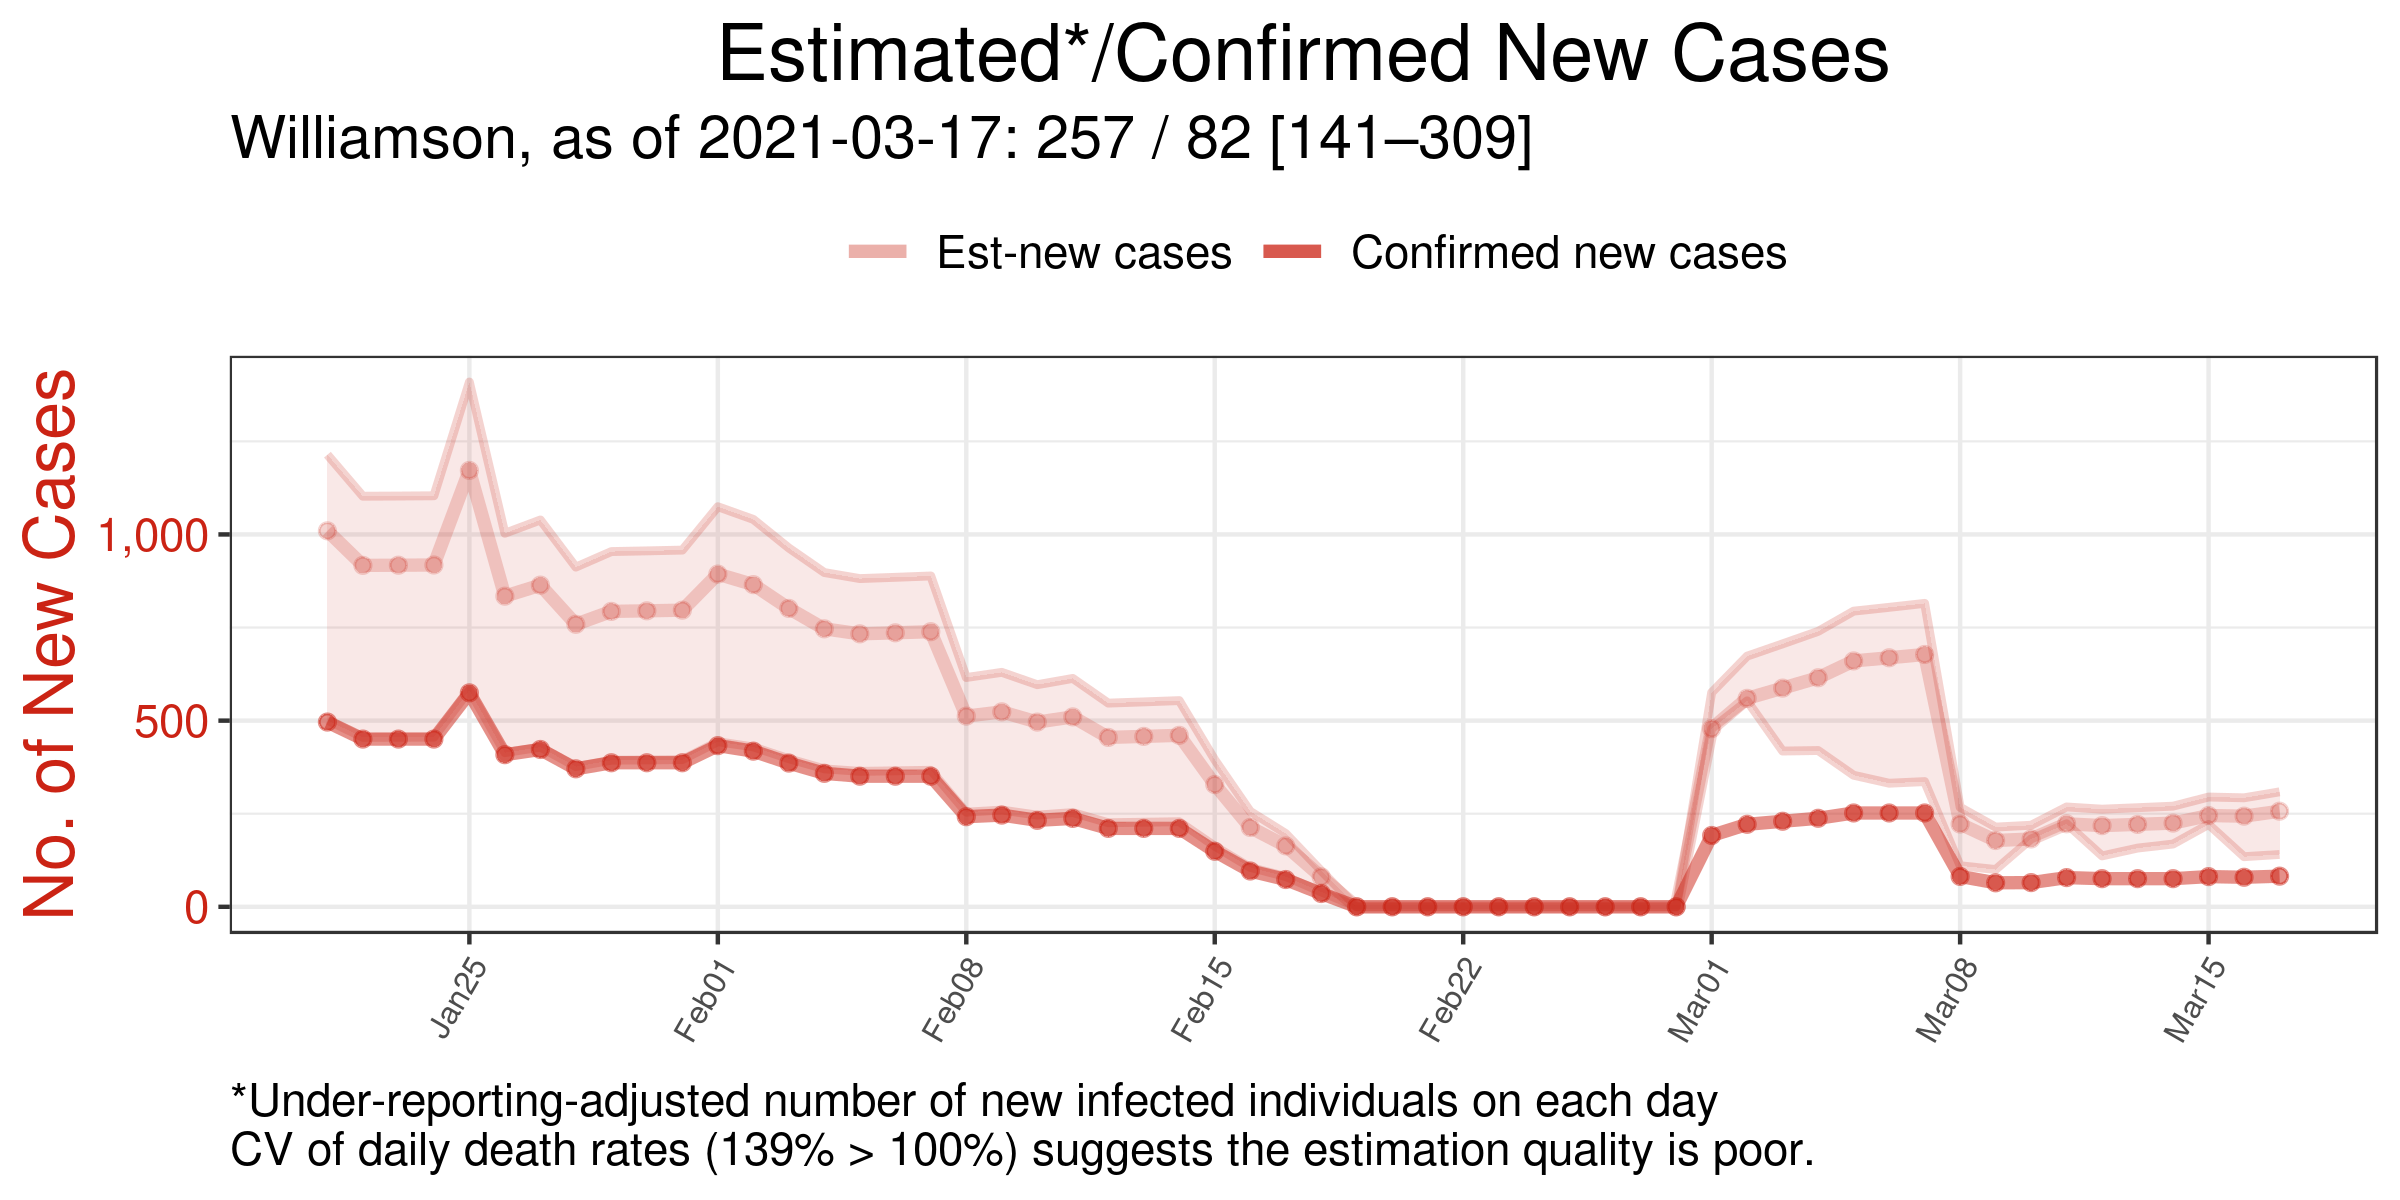 Estimated*/Confirmed New Cases
Williamson, as of 2021-03-17: 257 / 82 [141–309]
Est-new cases
Confirmed new cases
No. of New Cases
1,000
500
0
Jan25
Feb01
Feb08
Feb15
Feb22
Mar01
Mar08
Mar15
*Under-reporting-adjusted number of new infected individuals on each day
CV of daily death rates (139% > 100%) suggests the estimation quality is poor.